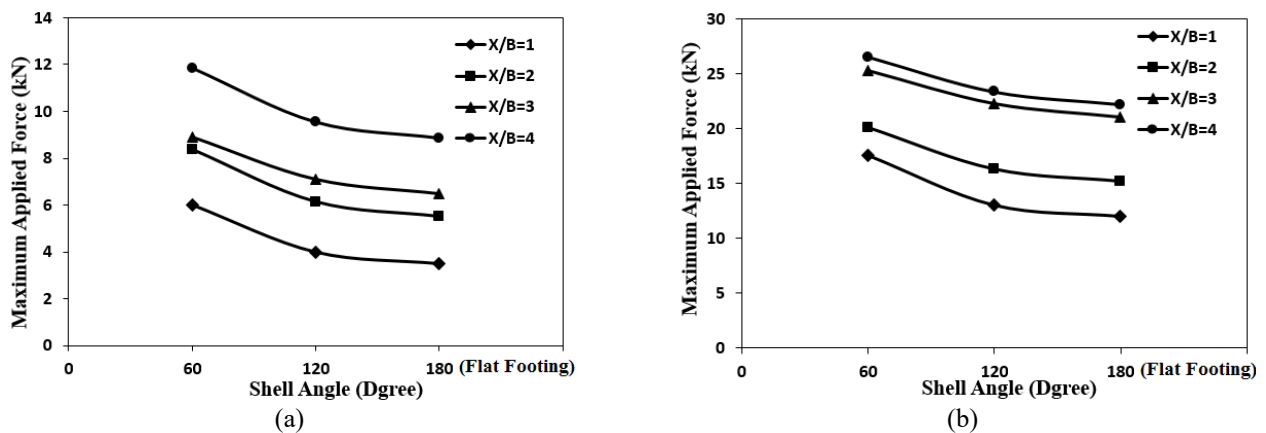 Maximum Applied Force (kN)
14
12
10
8
6
4
2
0
X/B=1
X/B=2
X/B=3
X/B=4
0 60 120 180 (Flat Footing)
Shell Angle (Dgree)
(a)
Maximum Applied Force (kN)
30
25
20
15
10
5
0
X/B=1
X/B=2
X/B=3
X/B=4
0 60 120 180 (Flat Footing)
Shell Angle (Dgree)
(b)